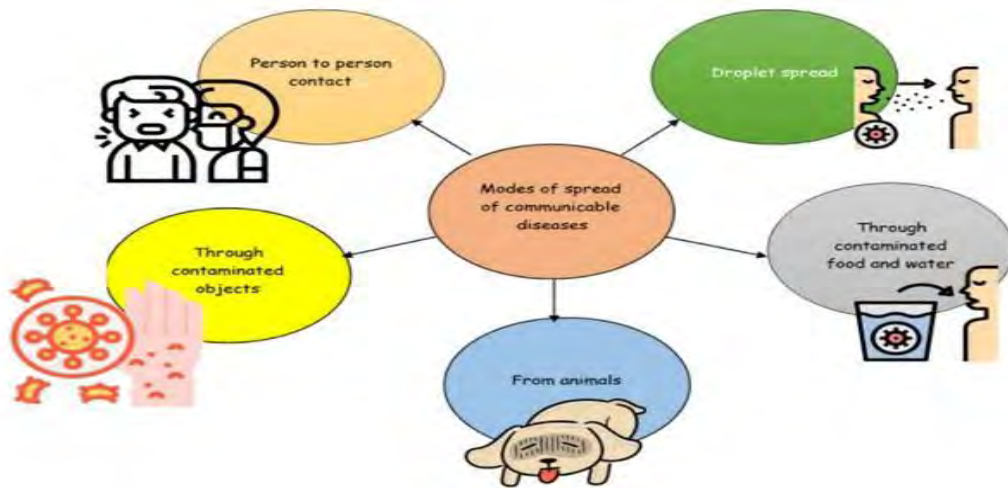 Person to person
contact
Droplet spread
Modes of spread
of communicable
diseases
Through
contaminated
objects
Through
contaminated
food and water
From animals